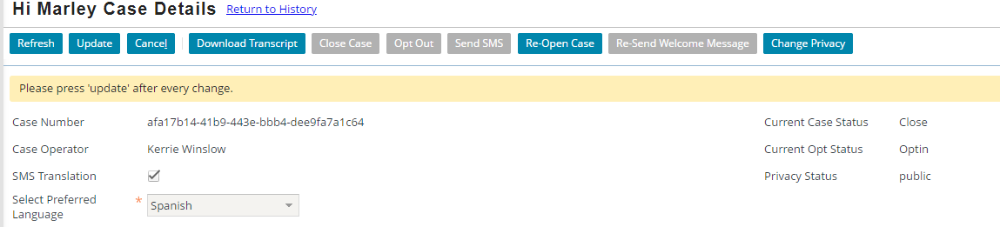 Hi Marley Case Details Return to History
Refresh Update Cancel Download Transcript Close Case Opt Out Send SMS Re-Open Case Re-Send Welcome Message Change Privacy
Please press 'update' after every change.
Case Number afa17b14-41b9-443e-bbb4-dee9fa7a1c64 Current Case Status Close
Case Operator Kerrie Winslow Current Opt Status Optin
SMS Translation Privacy Status public
Select Preferred
Language * Spanish